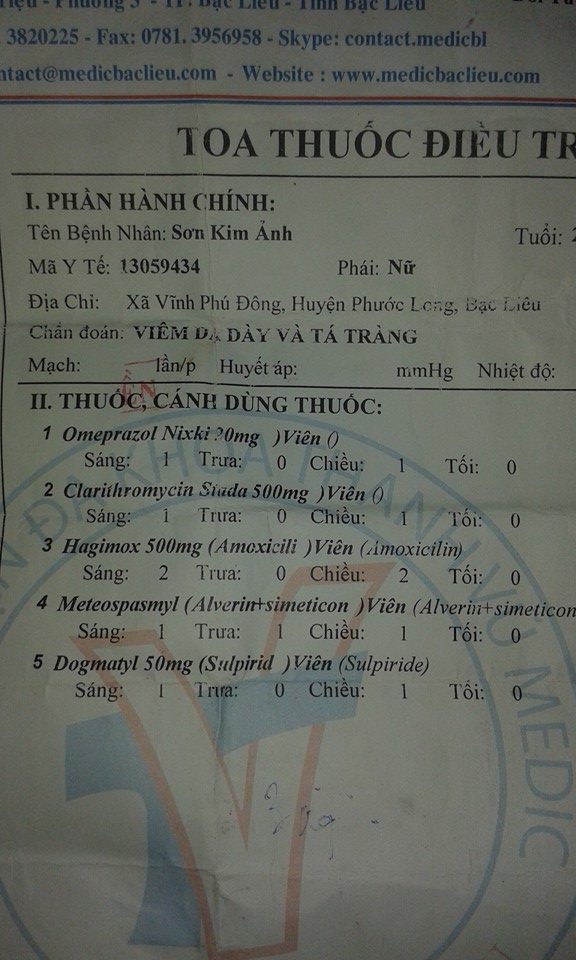 Phường 5 - TP. Bạc Liêu - Tỉnh Bạc Liêu
3820225 - Fax: 0781. 3956958 - Skype: contact.medicbl
ntact@medicbaclieu.com - Website : www.medicbaclieu.com
TOA THUỐC ĐIỀU TR
I. PHẦN HÀNH CHÍNH:
Tên Bệnh Nhân: Sơn Kim Ảnh Tuổi: 2
Mã Y Tế: 13059434 Phái: Nữ
Địa Chỉ: Xã Vĩnh Phú Đông, Huyện Phước Long, Bạc Liêu
Chẩn đoán: VIÊM DẠ DÀY VÀ TÁ TRÀNG
Mạch: lần/p Huyết áp: mmHg Nhiệt độ:
II. THUỐC, CÁNH DÙNG THUỐC:
1 Omeprazol Nixki 20mg )Viên ()
Sáng: 1 Trưa: 0 Chiều: 1 Tối: 0
2 Clarithromycin Stada 500mg )Viên ()
Sáng: 1 Trưa: 0 Chiều: 1 Tối: 0
3 Hagimox 500mg (Amoxicili )Viên (Amoxicilin)
Sáng: 2 Trưa: 0 Chiều: 2 Tối: 0
4 Meteospasmyl (Alverin+simeticon )Viên (Alverin+simeticon
Sáng: 1 Trưa: 1 Chiều: 1 Tối: 0
5 Dogmatyl 50mg (Sulpirid )Viên (Sulpiride)
Sáng: 1 Trưa: 0 Chiều: 1 Tối: 0
ĐA KHOA THANH VŨ MEDIC